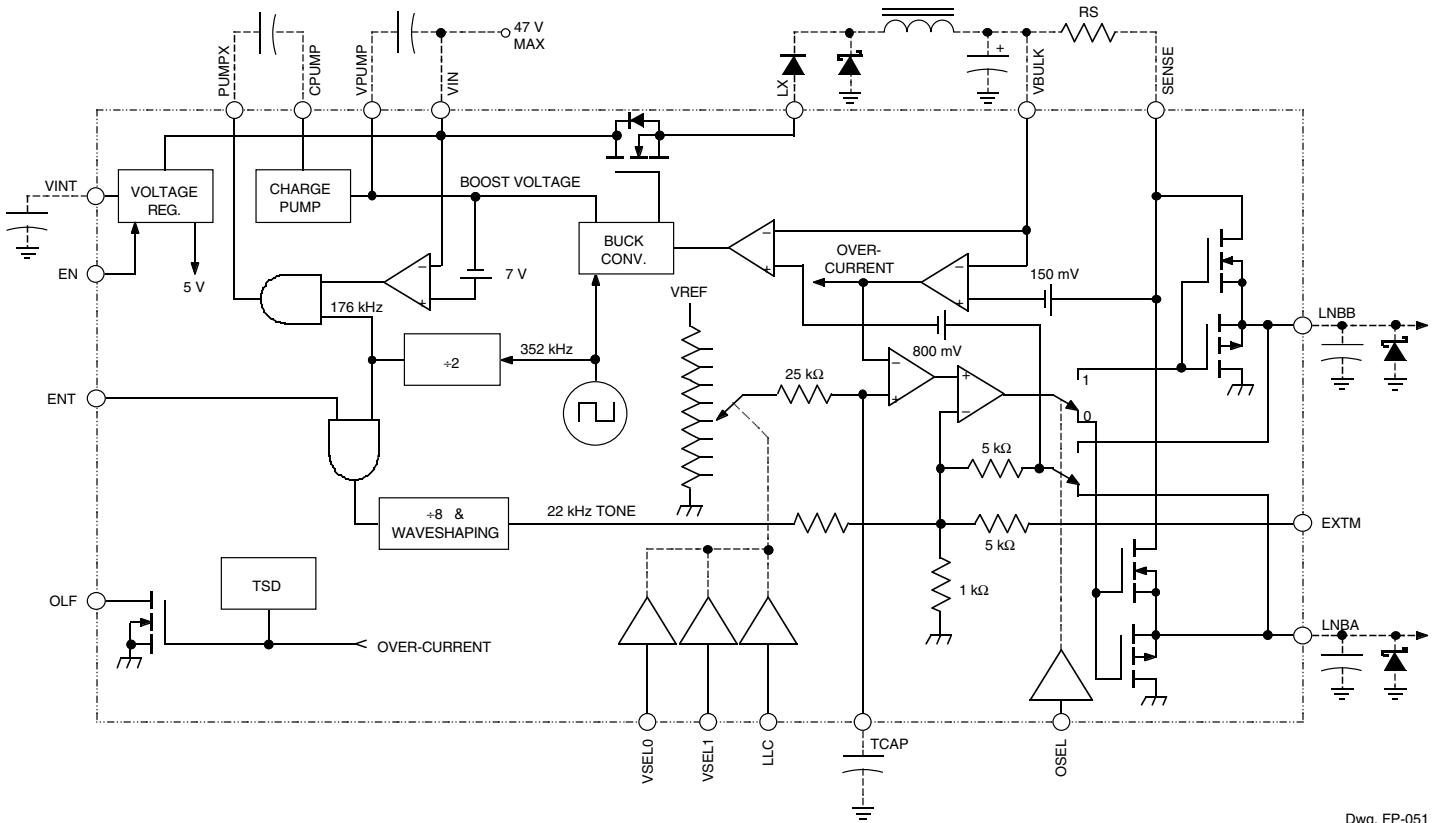 PUMPX
CPUMP
VPUMP
VIN
47 V
MAX
LX
VBULK
RS
SENSE
+
VINT
VOLTAGE
REG.
CHARGE
PUMP
BOOST VOLTAGE
BUCK
CONV.
−
+
OVER-
CURRENT
−
+
150 mV
EN
5 V
−
+
7 V
176 kHz
VREF
LNBB
÷2
352 kHz
800 mV
25 kΩ
−
+
+
−
1
0
ENT
5 kΩ
÷8 &
WAVESHAPING
22 kHz TONE
5 kΩ
EXTM
TSD
1 kΩ
OLF
OVER-CURRENT
LNBA
VSEL0
VSEL1
LLC
TCAP
OSEL
Dwg. FP-051